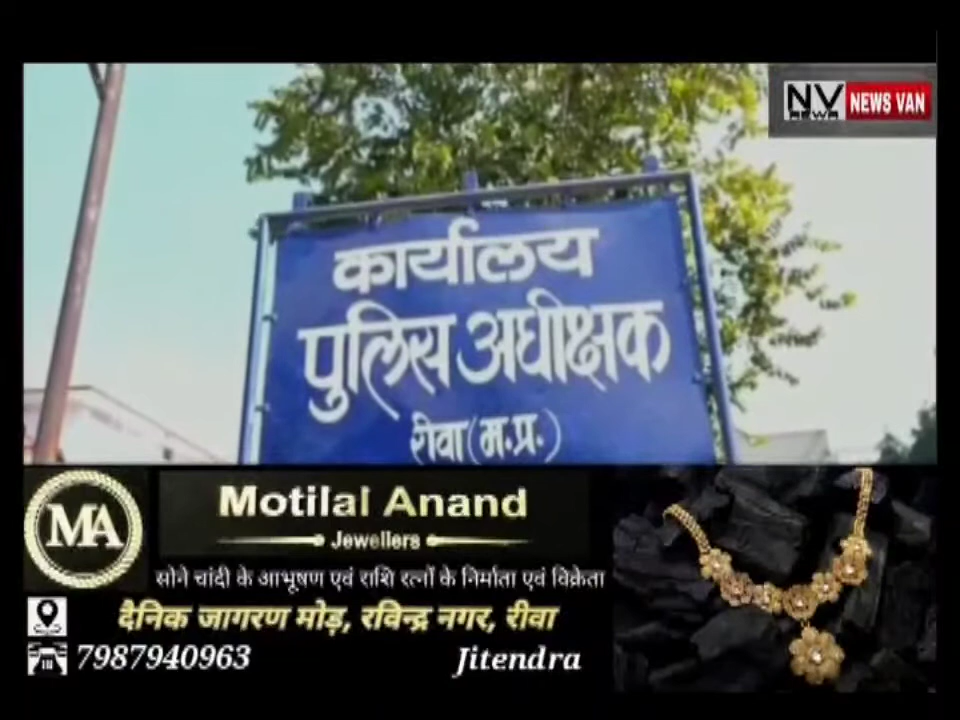 NV
NEWS
NEWS VAN
कार्यालय
पुलिस अधीक्षक
रीवा (म.प्र.)
MA
Motilal Anand
Jewellers
सोने चांदी के आभूषण एवं राशि रत्नों के निर्माता एवं विक्रेता
दैनिक जागरण मोड़, रविन्द्र नगर, रीवा
7987940963
Jitendra